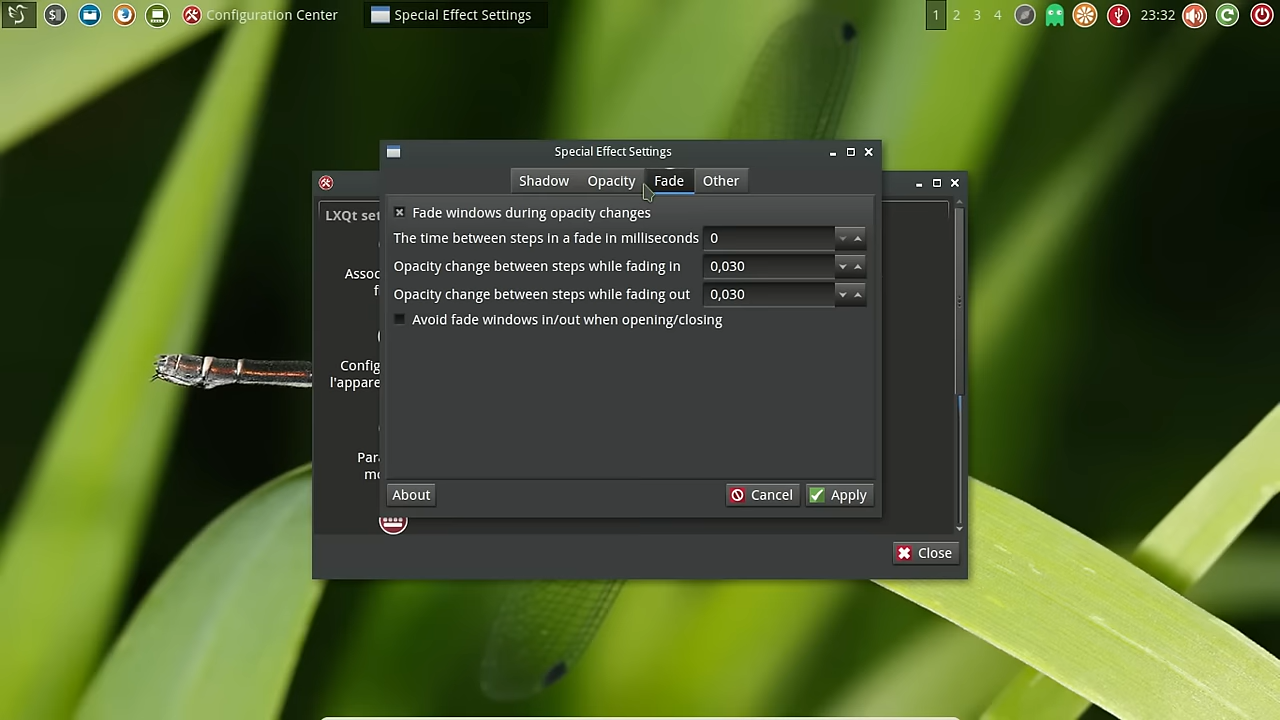 Configuration Center
Special Effect Settings
1 2 3 4
23:32
Special Effect Settings
Shadow Opacity Fade Other
Fade windows during opacity changes
The time between steps in a fade in milliseconds 0
Opacity change between steps while fading in 0,030
Opacity change between steps while fading out 0,030
Avoid fade windows in/out when opening/closing
About Cancel Apply
LXQt set
Assoc
f
Config
l'appare
Para
mo
Close